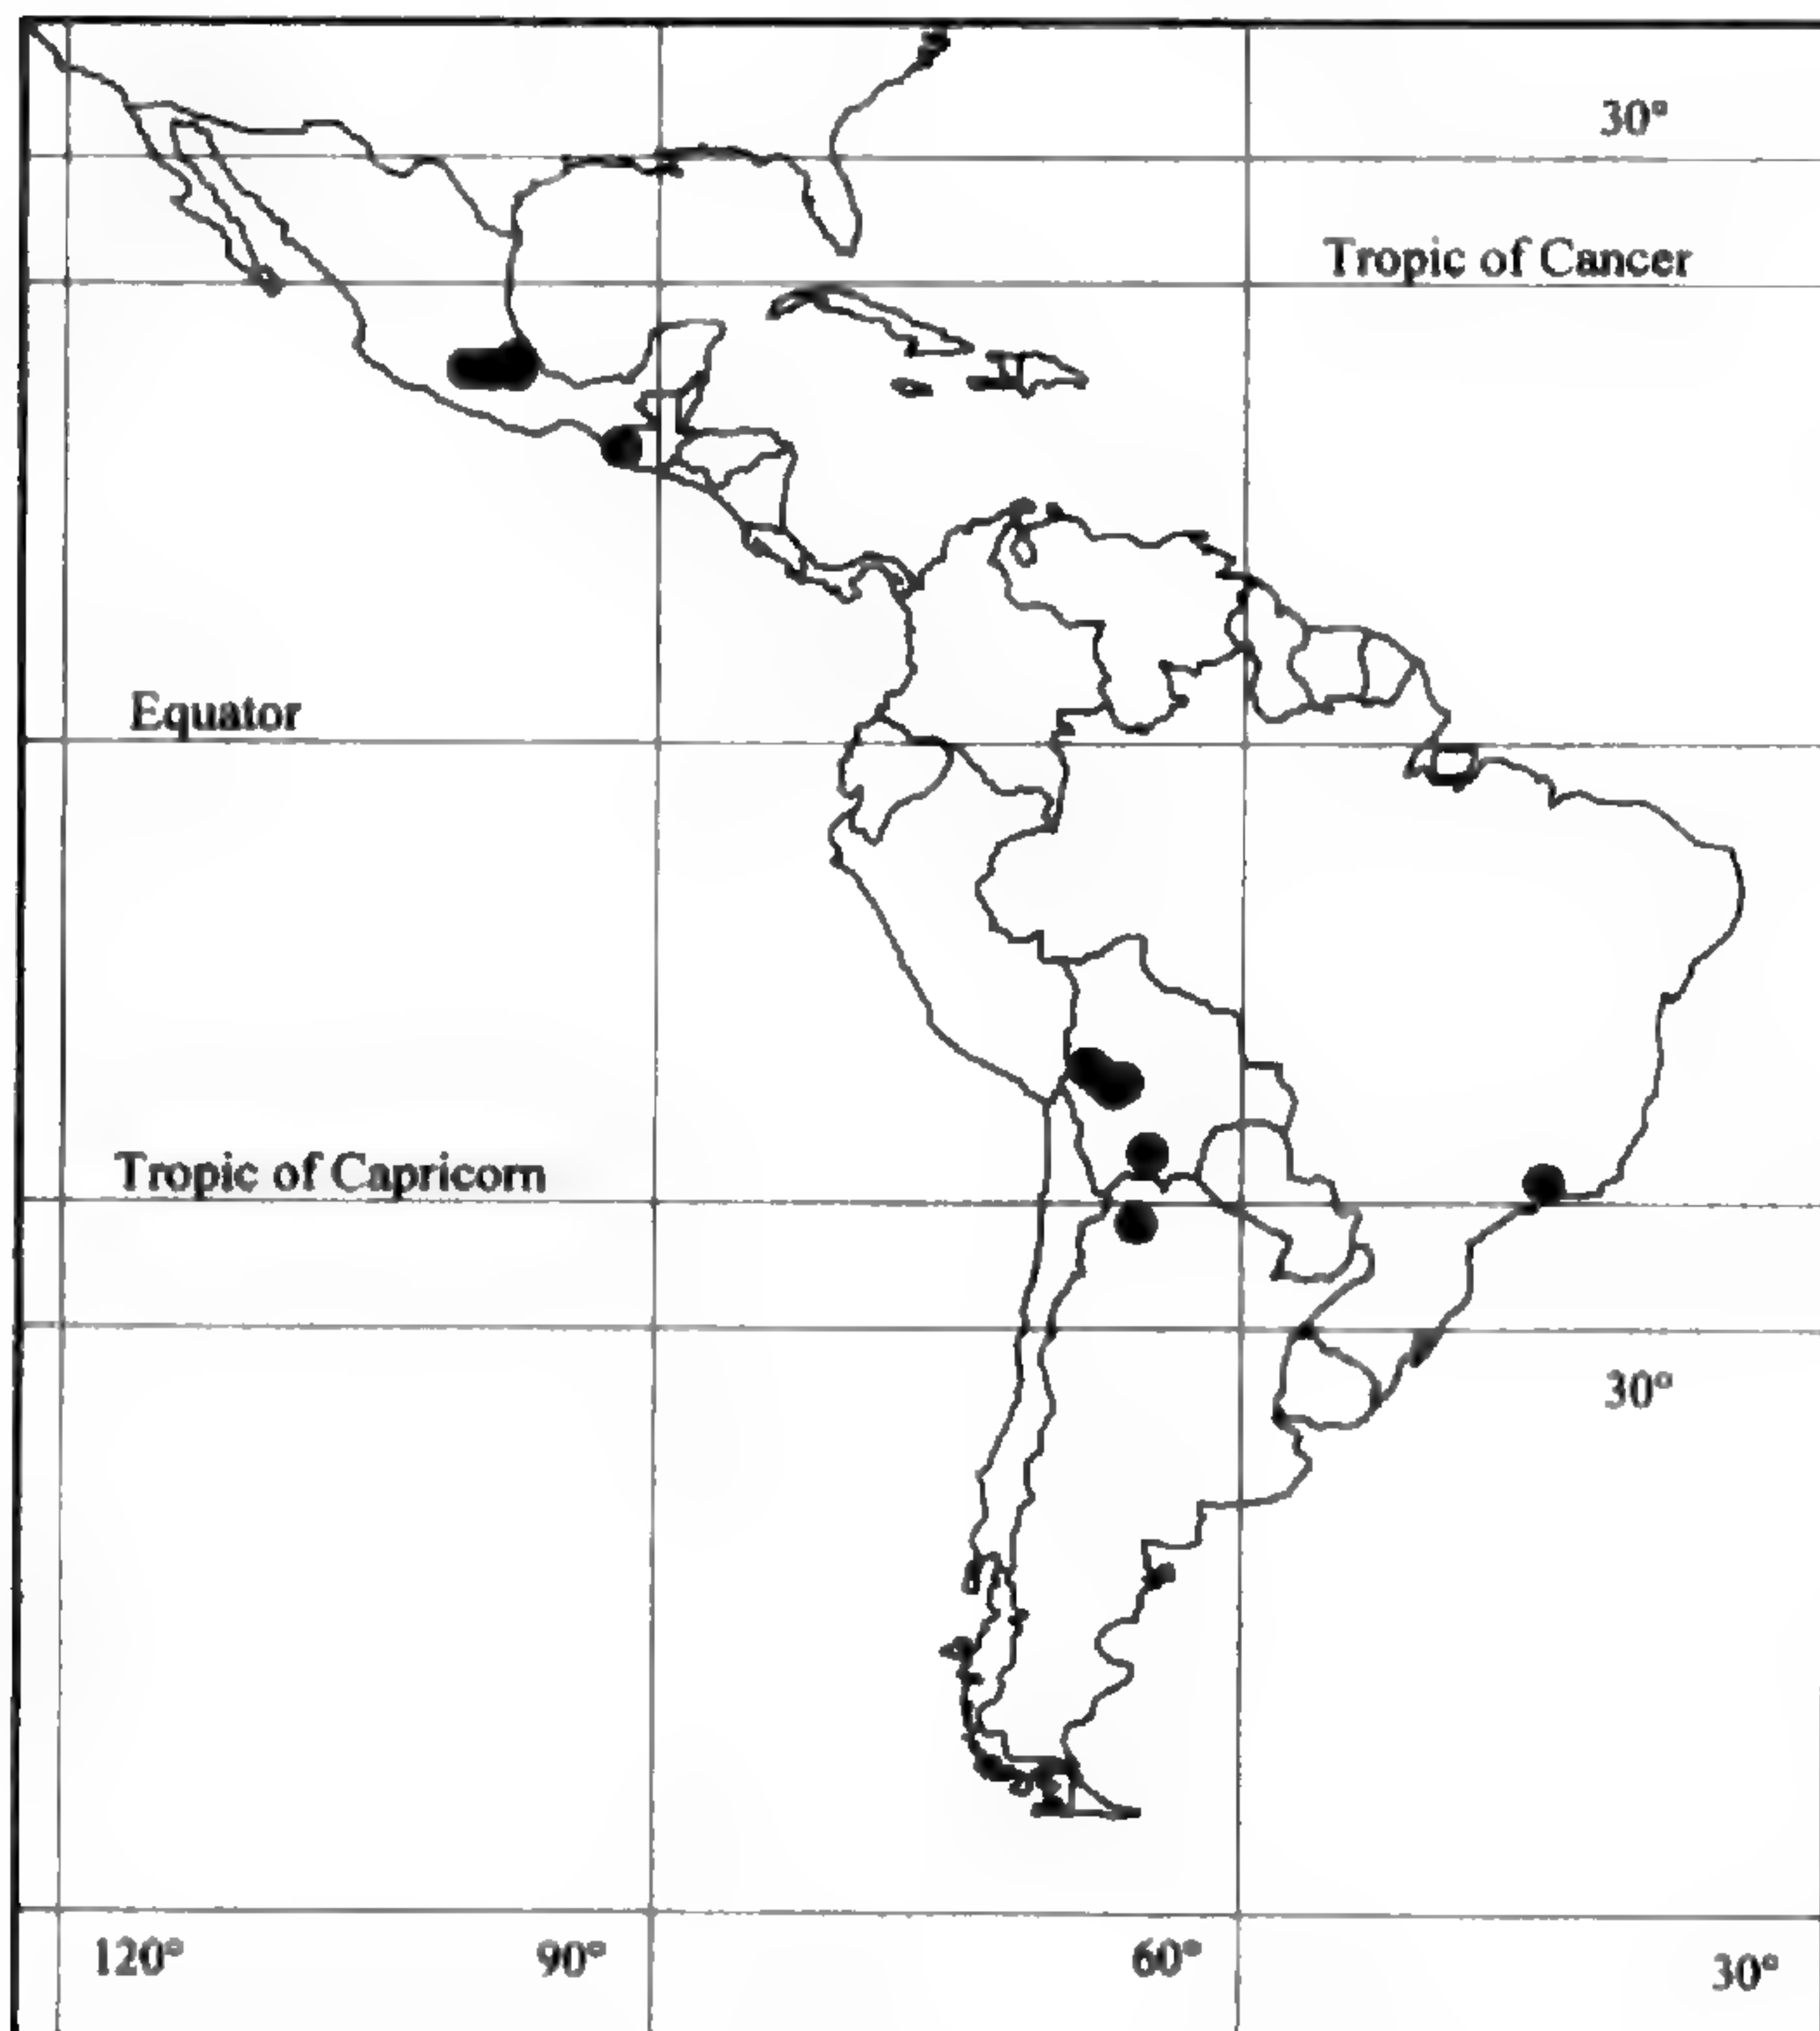 30°
Tropic of Cancer
Equator
Tropic of Capricorn
30°
120° 90° 60° 30°